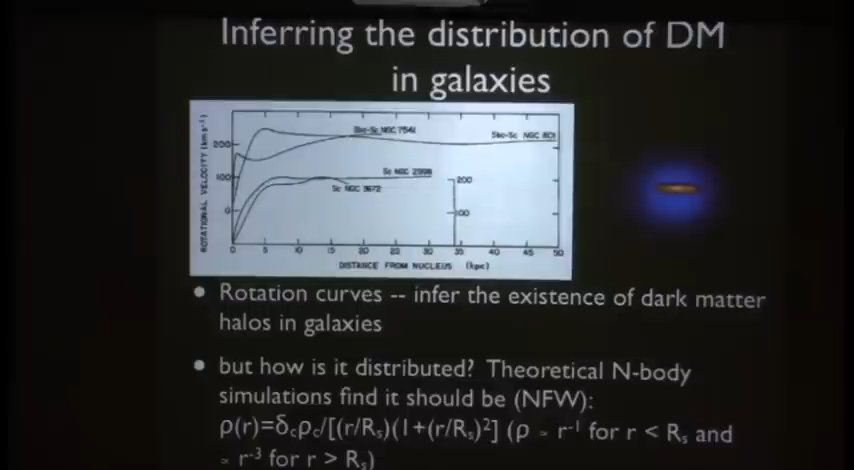 Inferring the distribution of DM
in galaxies
ROTATIONAL VELOCITY (km s⁻¹)
200
100
0
Sbc-Sc NGC 801
Sc NGC 2998
Sc NGC 3672
200
100
0 5 10 15 20 25 30 35 40 45 50
DISTANCE FROM NUCLEUS (kpc)
• Rotation curves -- infer the existence of dark matter
halos in galaxies
• but how is it distributed? Theoretical N-body
simulations find it should be (NFW):
ρ(r)=δcρc/[(r/Rs)(1+(r/Rs)²] (ρ ~ r⁻¹ for r < Rs and
~ r⁻³ for r > Rs)